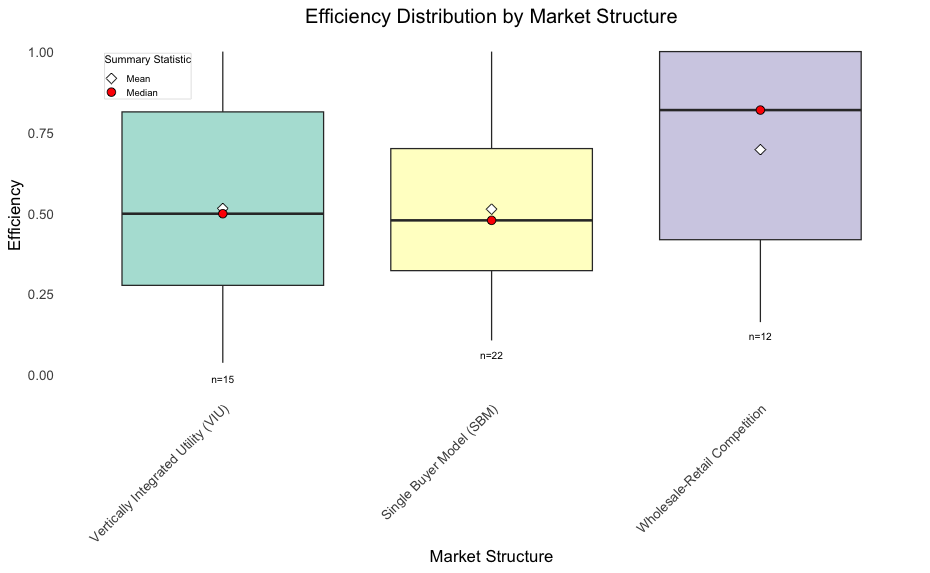 Efficiency Distribution by Market Structure
Summary Statistic
Mean
Median
1.00
0.75
0.50
0.25
0.00
Efficiency
n=15
n=22
n=12
Vertically Integrated Utility (VIU)
Single Buyer Model (SBM)
Wholesale-Retail Competition
Market Structure